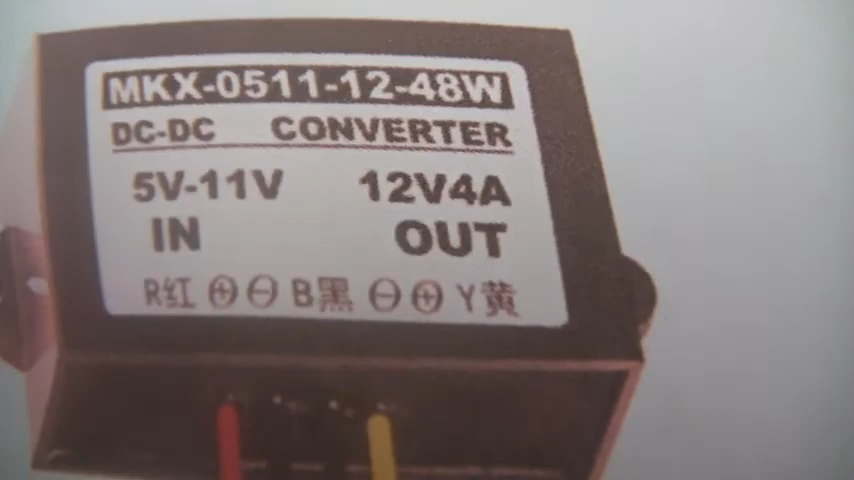 MKX-0511-12-48W
DC-DC CONVERTER
5V-11V 12V4A
IN OUT
R红 ⊕ ⊖ B黑 ⊖ ⊕ Y黄